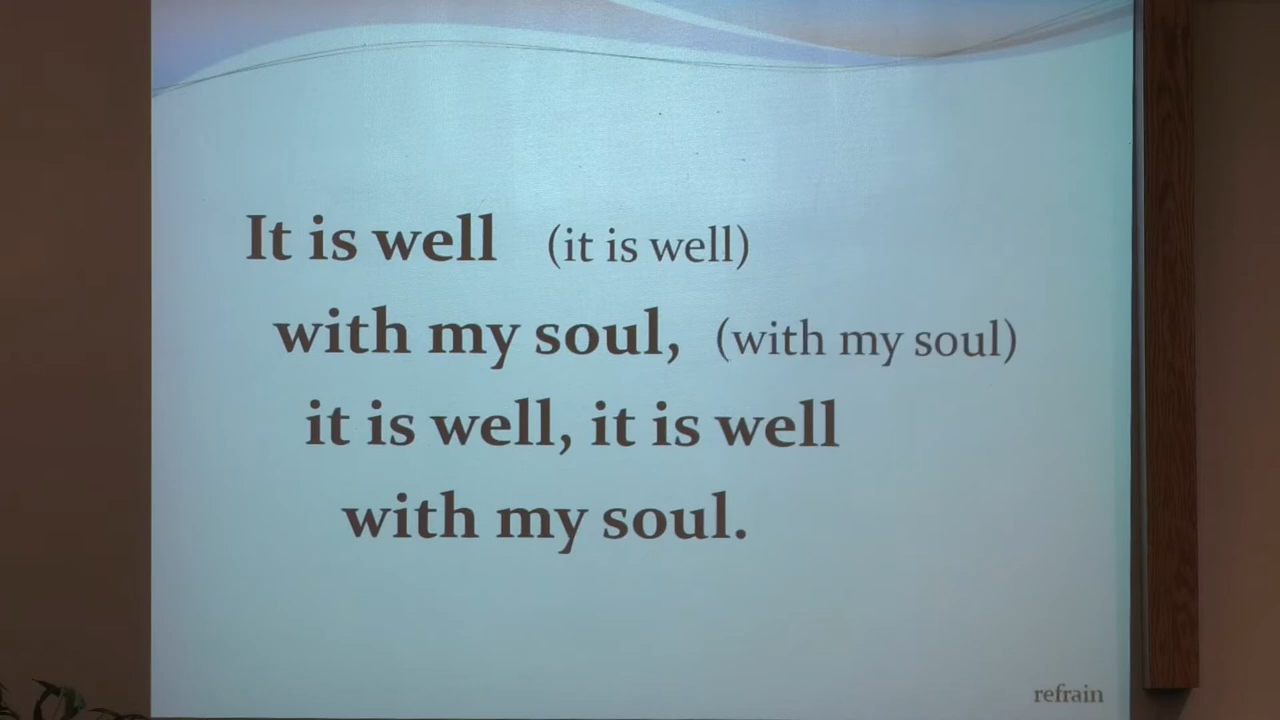 It is well (it is well)
with my soul, (with my soul)
it is well, it is well
with my soul.
refrain